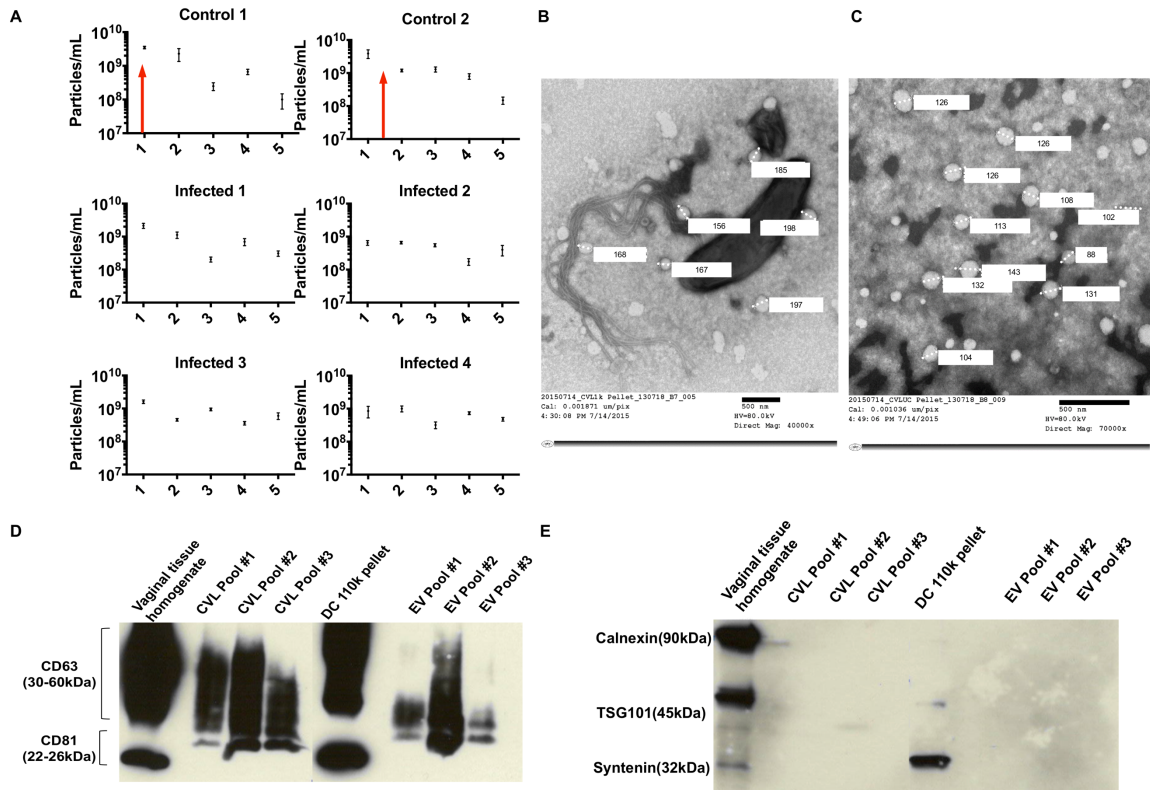 A
Control 1
Particles/mL
10^10
10^9
10^8
10^7
1 2 3 4 5
Control 2
Particles/mL
10^10
10^9
10^8
10^7
1 2 3 4 5
Infected 1
Particles/mL
10^10
10^9
10^8
10^7
1 2 3 4 5
Infected 2
Particles/mL
10^10
10^9
10^8
10^7
1 2 3 4 5
Infected 3
Particles/mL
10^10
10^9
10^8
10^7
1 2 3 4 5
Infected 4
Particles/mL
10^10
10^9
10^8
10^7
1 2 3 4 5
B
185
156
198
168
167
197
20150714_CVL1k Pellet_130718_B7_005
Cal: 0.001871 um/pix
4:30:08 PM 7/14/2015
500 nm
HV=80.0kV
Direct Mag: 40000x
C
126
126
126
108
102
113
88
143
132
131
104
20150714_CVLUC Pellet_130718_B8_009
Cal: 0.001036 um/pix
4:49:06 PM 7/14/2015
500 nm
HV=80.0kV
Direct Mag: 70000x
D
Vaginal tissue
homogenate
CVL Pool #1
CVL Pool #2
CVL Pool #3
DC 110k pellet
EV Pool #1
EV Pool #2
EV Pool #3
CD63
(30-60kDa)
CD81
(22-26kDa)
E
Vaginal tissue
homogenate
CVL Pool #1
CVL Pool #2
CVL Pool #3
DC 110k pellet
EV Pool #1
EV Pool #2
EV Pool #3
Calnexin(90kDa)
TSG101(45kDa)
Syntenin(32kDa)